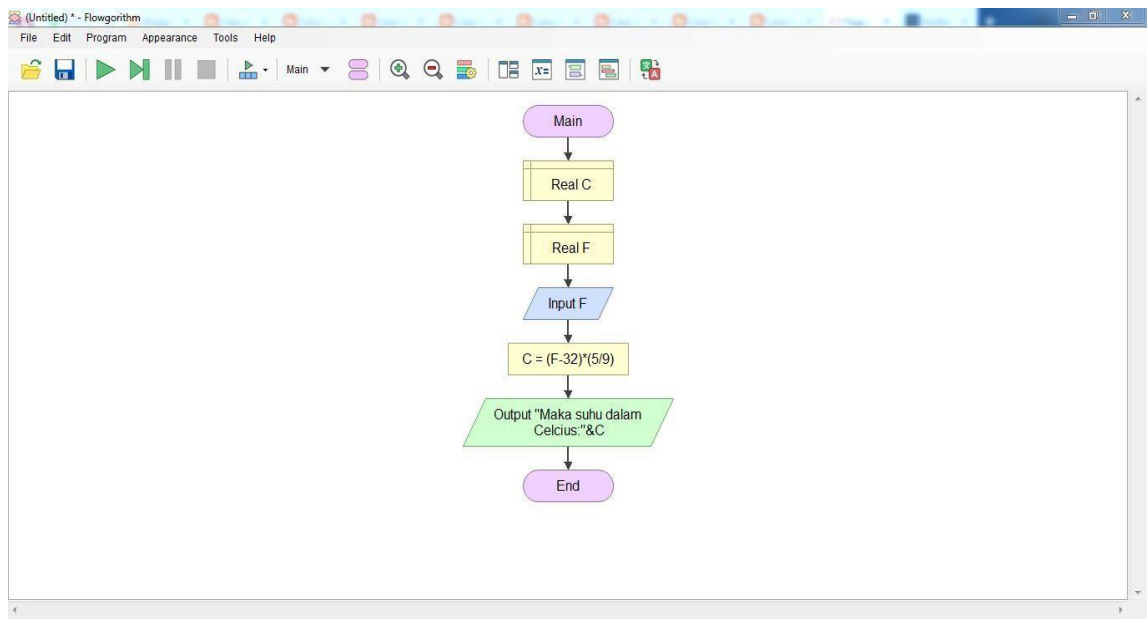 (Untitled) * - Flowgorithm
File Edit Program Appearance Tools Help
Main
x=
Main
Real C
Real F
Input F
C = (F-32)*(5/9)
Output "Maka suhu dalam
Celcius:"&C
End